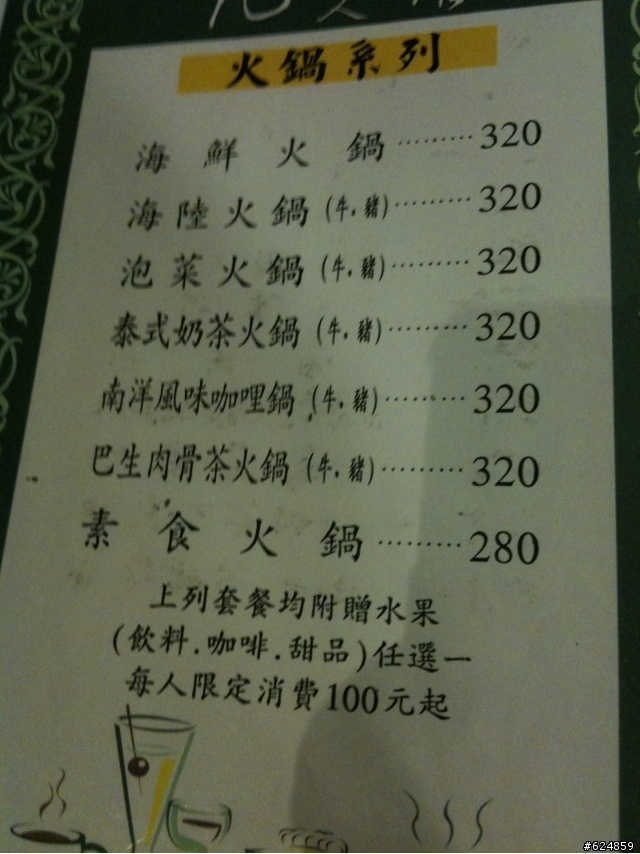 火鍋系列
海鮮火鍋………320
海陸火鍋(牛,豬)………320
泡菜火鍋(牛,豬)………320
泰式奶茶火鍋(牛,豬)………320
南洋風味咖哩鍋(牛,豬)………320
巴生肉骨茶火鍋(牛,豬)………320
素食火鍋………280
上列套餐均附贈水果
(飲料.咖啡.甜品)任選一
每人限定消費100元起
#624859